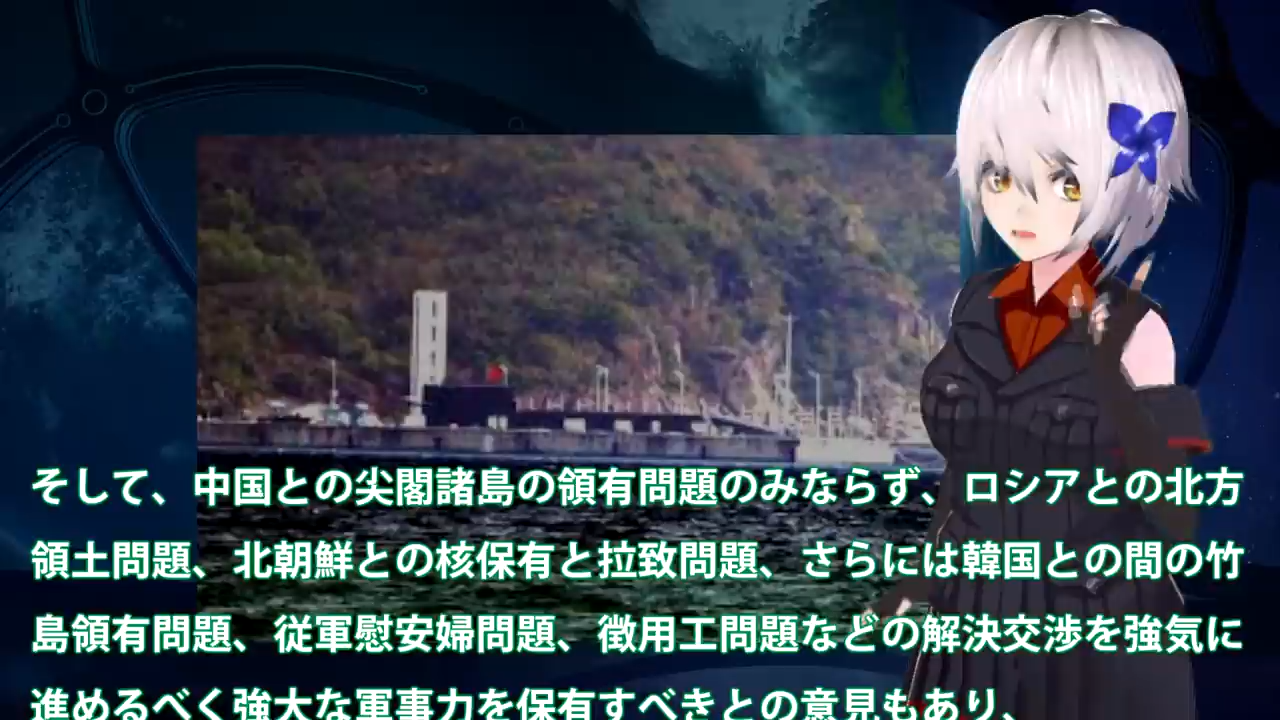 そして、中国との尖閣諸島の領有問題のみならず、ロシアとの北方
領土問題、北朝鮮との核保有と拉致問題、さらには韓国との間の竹
島領有問題、従軍慰安婦問題、徴用工問題などの解決交渉を強気に
進めるべく強大な軍事力を保有すべきとの意見もあり、